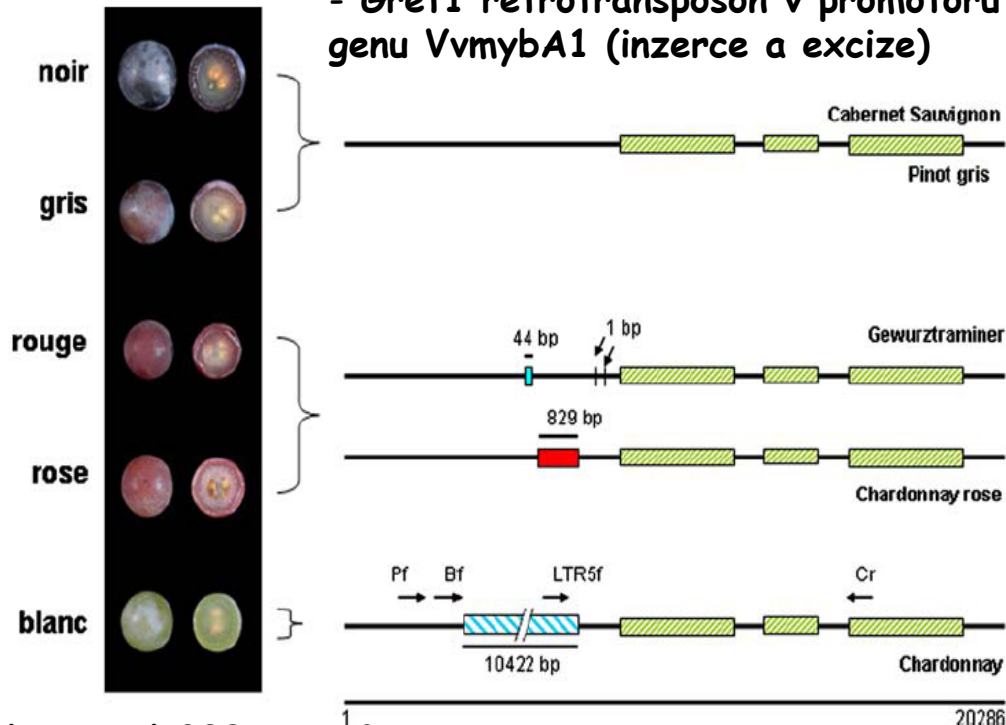 - Gret1 retrotransposon v promotoru
genu VvmybA1 (inzerce a excize)
noir
gris
rouge
rose
blanc
Cabernet Sauvignon
Pinot gris
44 bp
1 bp
Gewurztraminer
829 bp
Chardonnay rose
Pf
Bf
LTR5f
Cr
10422 bp
Chardonnay
1
20286